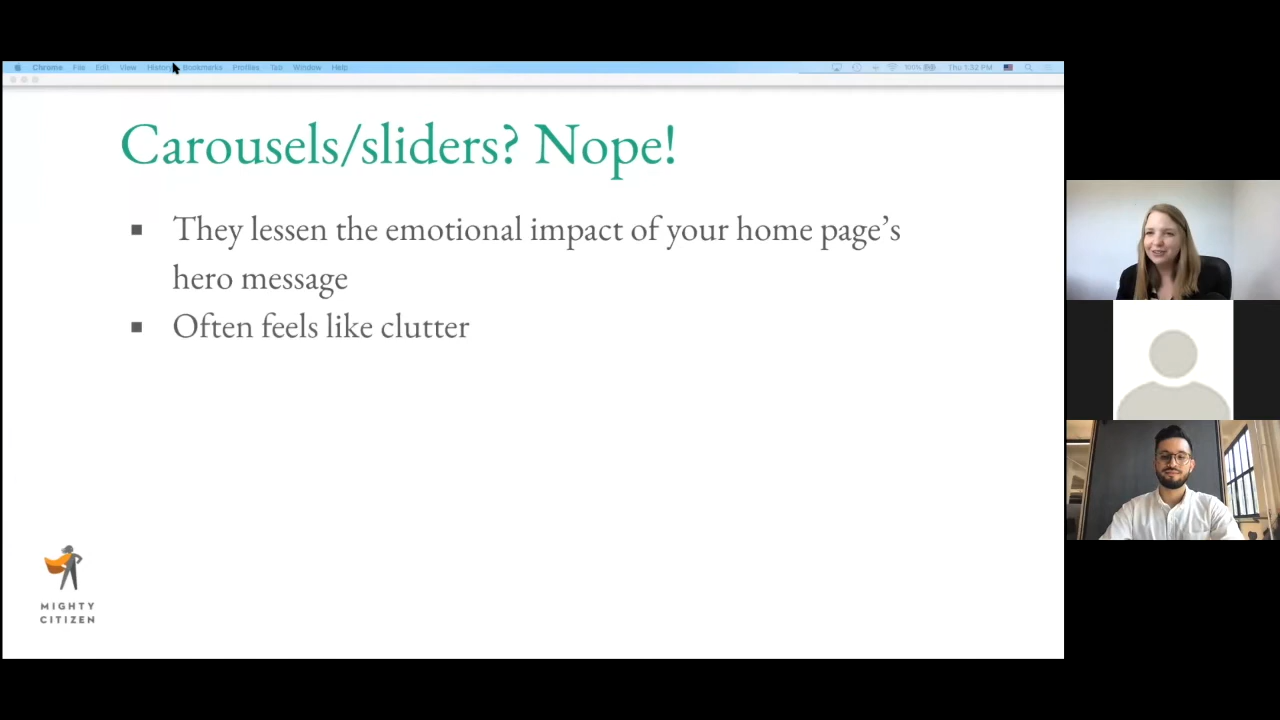 Chrome File Edit View History Bookmarks Profiles Tab Window Help 100% Thu 1:32 PM
Carousels/sliders? Nope!
▪ They lessen the emotional impact of your home page’s
hero message
▪ Often feels like clutter
MIGHTY
CITIZEN